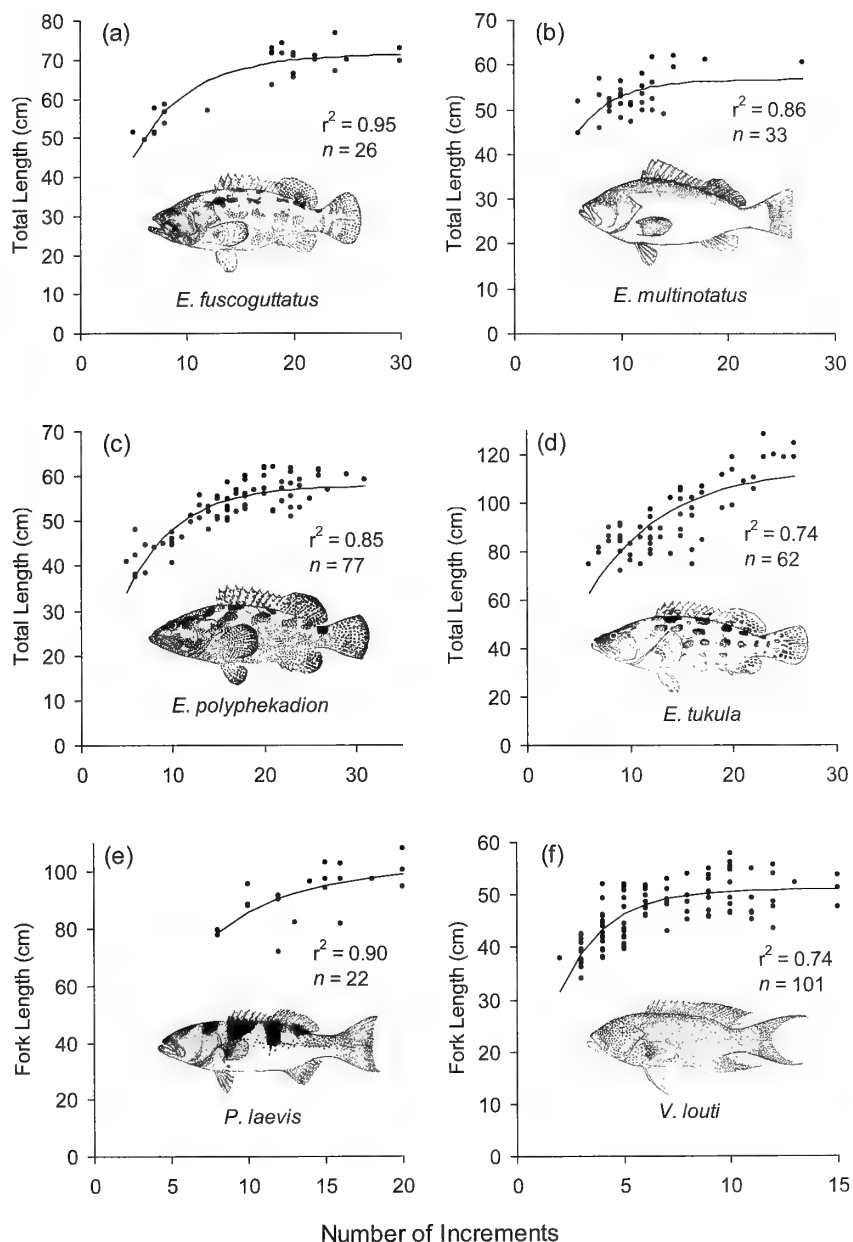 (a)
80
70
60
50
40
30
20
10
0
Total Length (cm)
r² = 0.95
n = 26
E. fuscoguttatus
0
10
20
30
(b)
70
60
50
40
30
20
10
0
Total Length (cm)
r² = 0.86
n = 33
E. multinotatus
0
10
20
30
(c)
70
60
50
40
30
20
10
0
Total Length (cm)
r² = 0.85
n = 77
E. polyphekadion
0
10
20
30
(d)
120
100
80
60
40
20
0
Total Length (cm)
r² = 0.74
n = 62
E. tukula
0
10
20
30
(e)
100
80
60
40
20
0
Fork Length (cm)
r² = 0.90
n = 22
P. laevis
0
5
10
15
20
(f)
60
50
40
30
20
10
0
Fork Length (cm)
r² = 0.74
n = 101
V. louti
0
5
10
15
Number of Increments